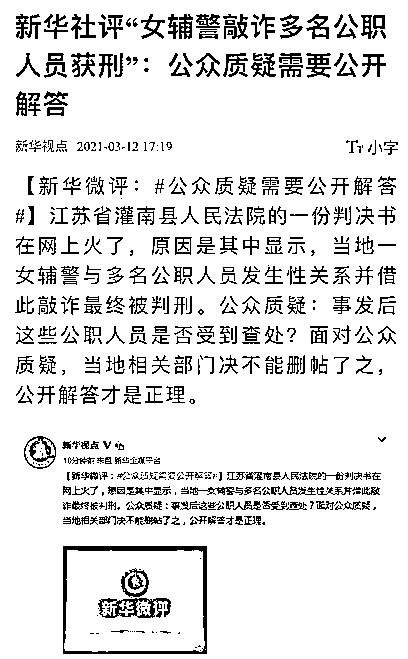 新华社评“女辅警敲诈多名公职
人员获刑”：公众质疑需要公开
解答
新华视点 2021-03-12 17:19
Tт 小字
【新华微评：#公众质疑需要公开解答
#】江苏省灌南县人民法院的一份判决书
在网上火了，原因是其中显示，当地一
女辅警与多名公职人员发生性关系并借
此敲诈最终被判刑。公众质疑：事发后
这些公职人员是否受到查处？面对公众
质疑，当地相关部门决不能删帖了之，
公开解答才是正理。
新华视点
10分钟前 来自 新华全媒平台
【新华微评：#公众质疑需要公开解答#】江苏省灌南县人民法院的一份判决书在
网上火了，原因是其中显示，当地一女辅警与多名公职人员发生性关系并借此敲
诈最终被判刑。公众质疑：事发后这些公职人员是否受到查处？面对公众质疑，
当地相关部门决不能删帖了之，公开解答才是正理。
新华微评